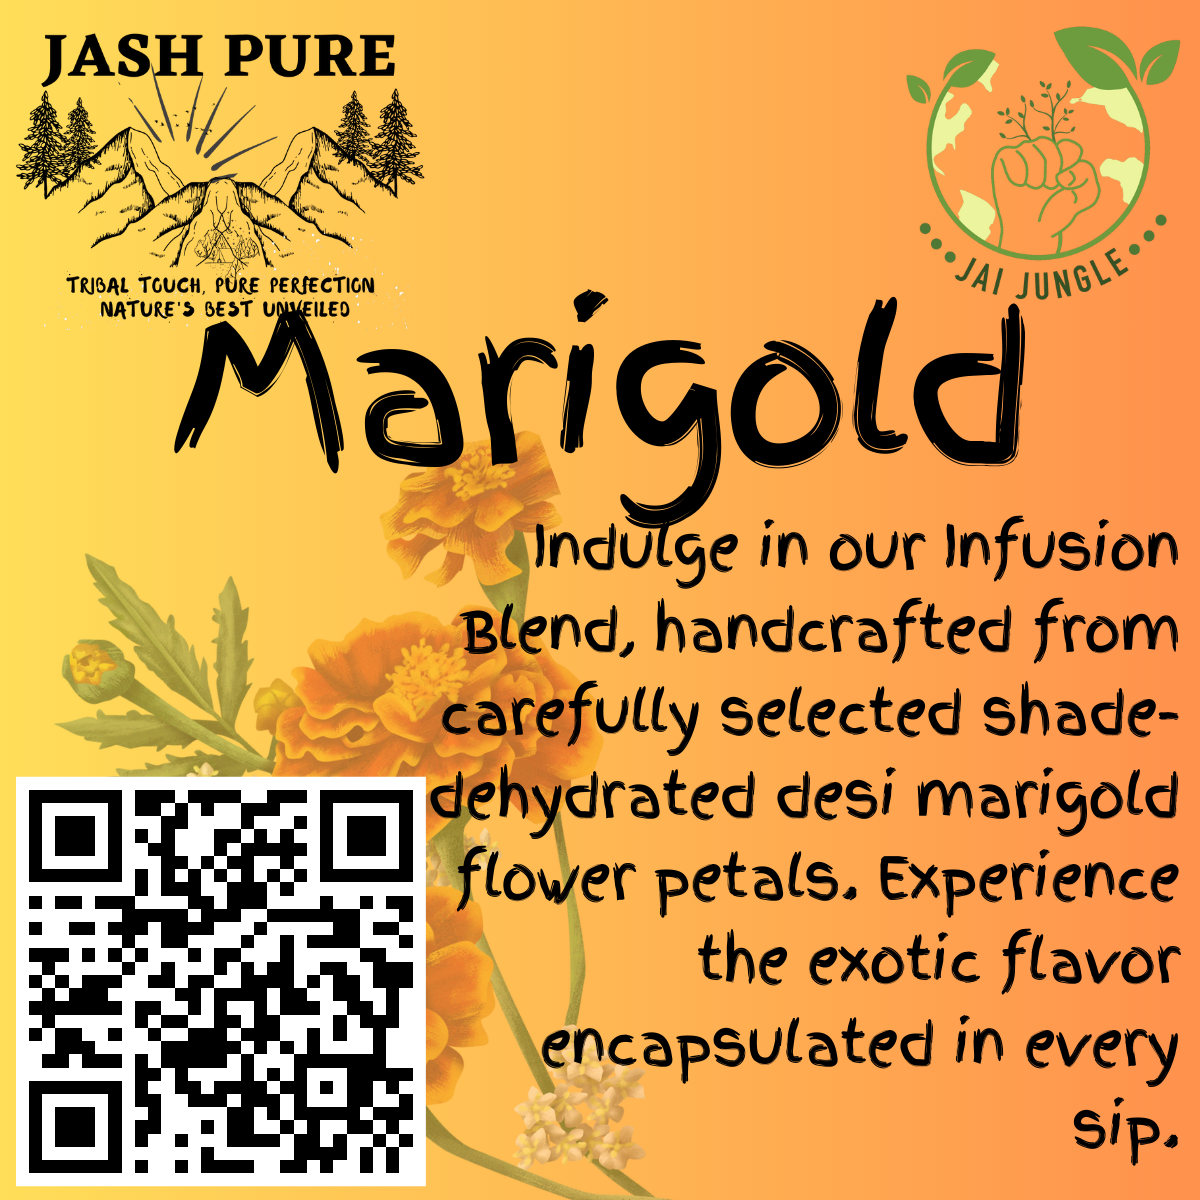 JASH PURE
TRIBAL TOUCH, PURE PERFECTION
NATURE'S BEST UNVEILED
JAI JUNGLE
Marigold
Indulge in our Infusion
Blend, handcrafted from
carefully selected shade-
dehydrated desi marigold
flower petals. Experience
the exotic flavor
encapsulated in every
sip.